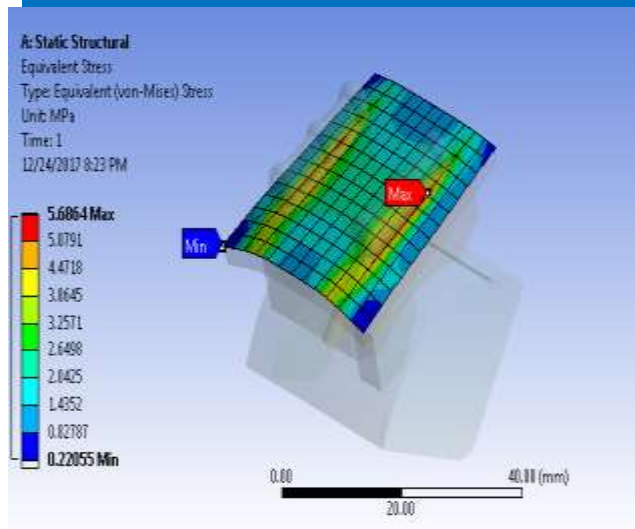 A: Static Structural
Equivalent Stress
Type: Equivalent (von-Mises) Stress
Unit: MPa
Time: 1
12/24/2017 8:23 PM
5.6864 Max
5.0791
4.4718
3.8645
3.2571
2.6498
2.0425
1.4352
0.82787
0.22055 Min
Min
Max
0.00
40.00 (mm)
20.00